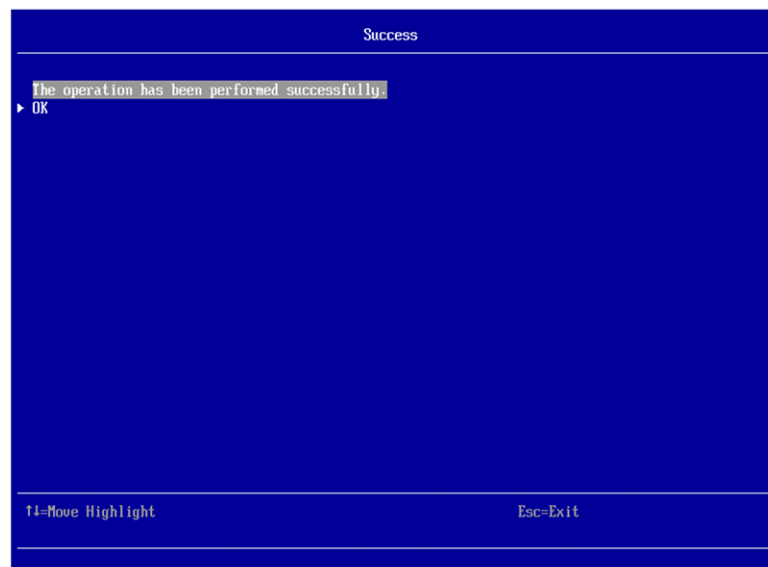 Success
The operation has been performed successfully.
▶ OK
↑↓=Move Highlight Esc=Exit